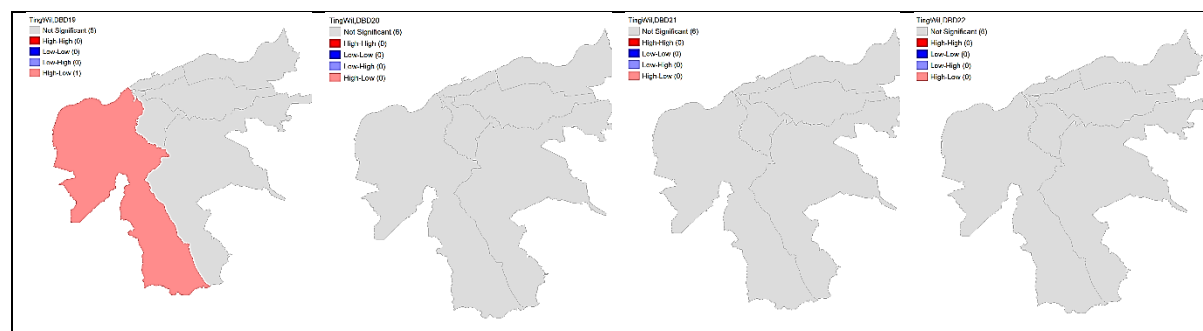 TingWil,DBD19
Not Significant (5)
High-High (0)
Low-Low (0)
Low-High (0)
High-Low (1)
TingWil,DBD20
Not Significant (6)
High-High (0)
Low-Low (0)
Low-High (0)
High-Low (0)
TingWil,DBD21
Not Significant (6)
High-High (0)
Low-Low (0)
Low-High (0)
High-Low (0)
TingWil,DBD22
Not Significant (6)
High-High (0)
Low-Low (0)
Low-High (0)
High-Low (0)